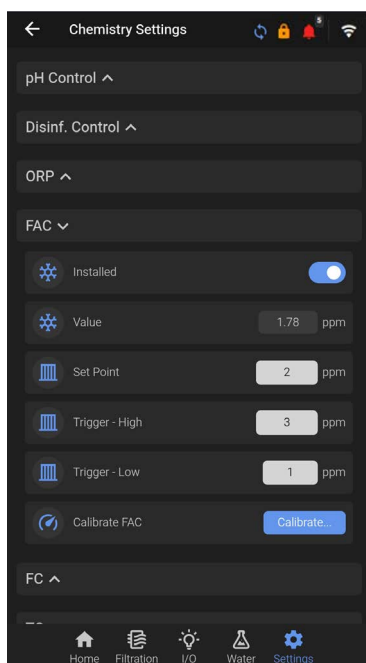 Chemistry Settings
5
pH Control
Disinf. Control
ORP
FAC
Installed
Value 1.78 ppm
Set Point 2 ppm
Trigger - High 3 ppm
Trigger - Low 1 ppm
Calibrate FAC Calibrate...
FC
Home Filtration I/O Water Settings